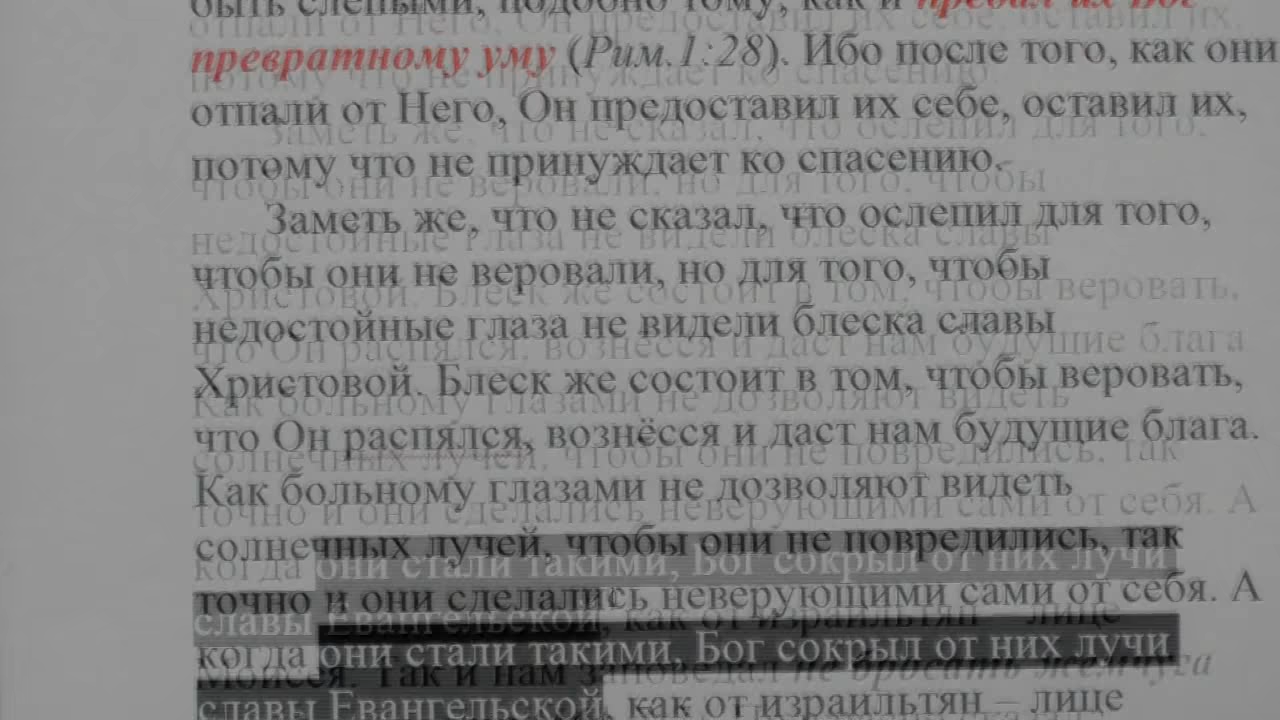 быть слепыми, подобно тому, как и предал их Бог
превратному уму (Рим.1:28). Ибо после того, как они
отпали от Него, Он предоставил их себе, оставил их,
потому что не принуждает ко спасению.
Заметь же, что не сказал, что ослепил для того,
чтобы они не веровали, но для того, чтобы
недостойные глаза не видели блеска славы
Христовой. Блеск же состоит в том, чтобы веровать,
что Он распялся, вознёсся и даст нам будущие блага.
Как больному глазами не дозволяют видеть
солнечных лучей, чтобы они не повредились, так
точно и они сделались неверующими сами от себя. А
когда они стали такими, Бог сокрыл от них лучи
славы Евангельской, как от израильтян – лице